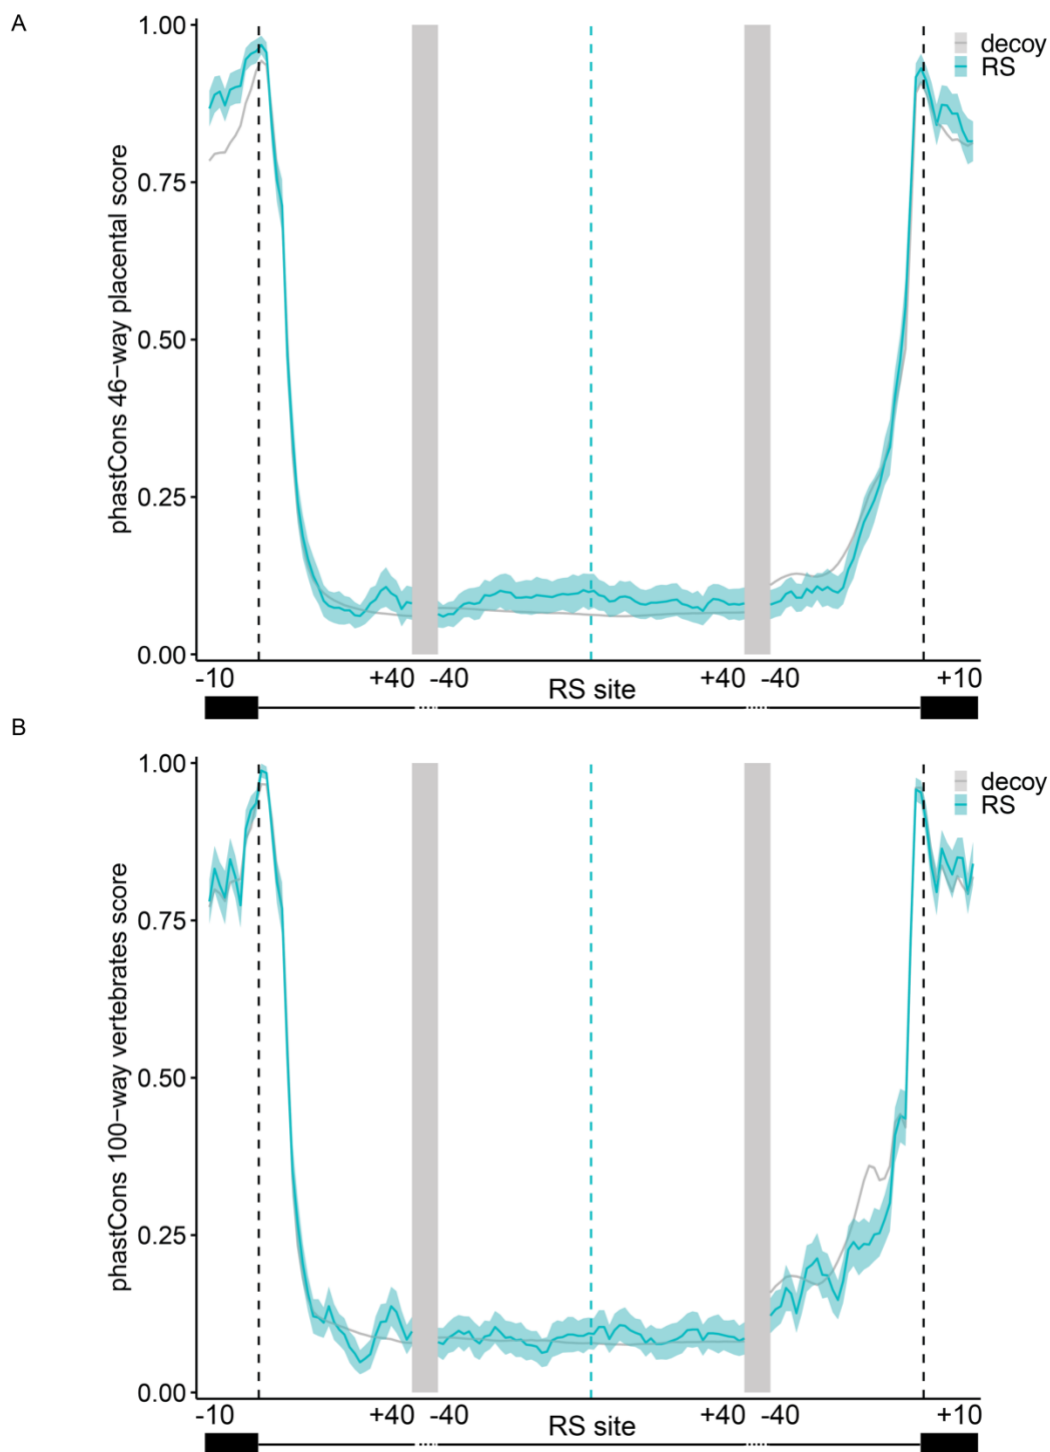 A
1.00
decoy
RS
0.75
0.50
0.25
0.00
phastCons 46−way placental score
-10
+40
-40
RS site
+40
-40
+10
B
1.00
decoy
RS
0.75
0.50
0.25
0.00
phastCons 100−way vertebrates score
-10
+40
-40
RS site
+40
-40
+10